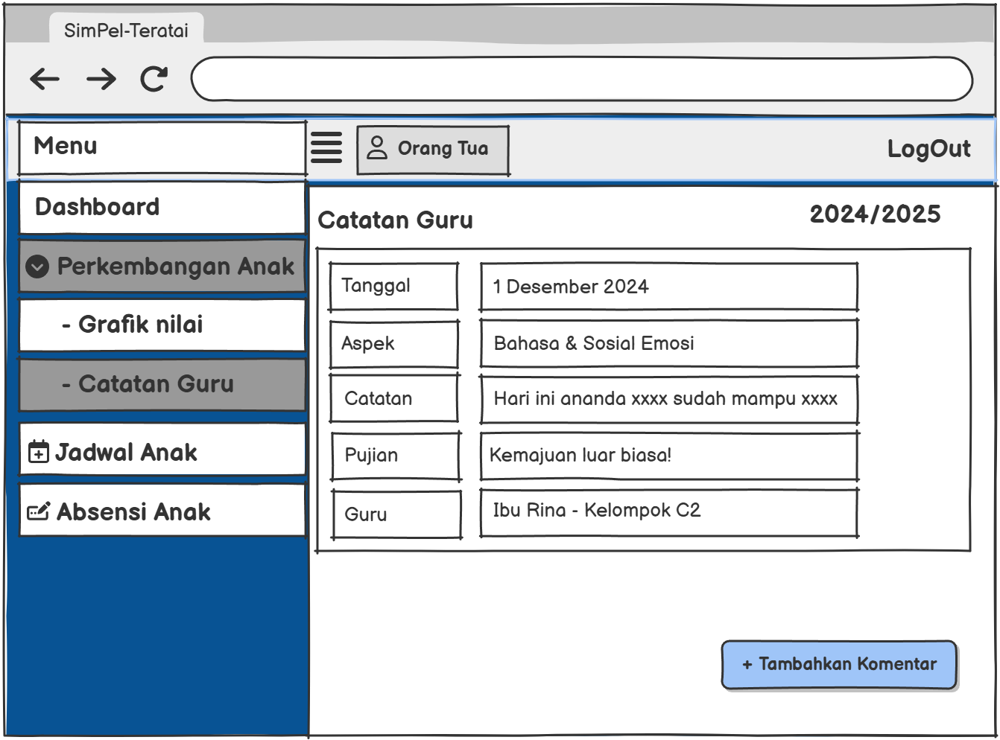 SimPel-Teratai
Menu
Orang Tua
LogOut
Dashboard
Perkembangan Anak
- Grafik nilai
- Catatan Guru
Jadwal Anak
Absensi Anak
Catatan Guru
2024/2025
Tanggal
1 Desember 2024
Aspek
Bahasa & Sosial Emosi
Catatan
Hari ini ananda xxxx sudah mampu xxxx
Pujian
Kemajuan luar biasa!
Guru
Ibu Rina - Kelompok C2
+ Tambahkan Komentar